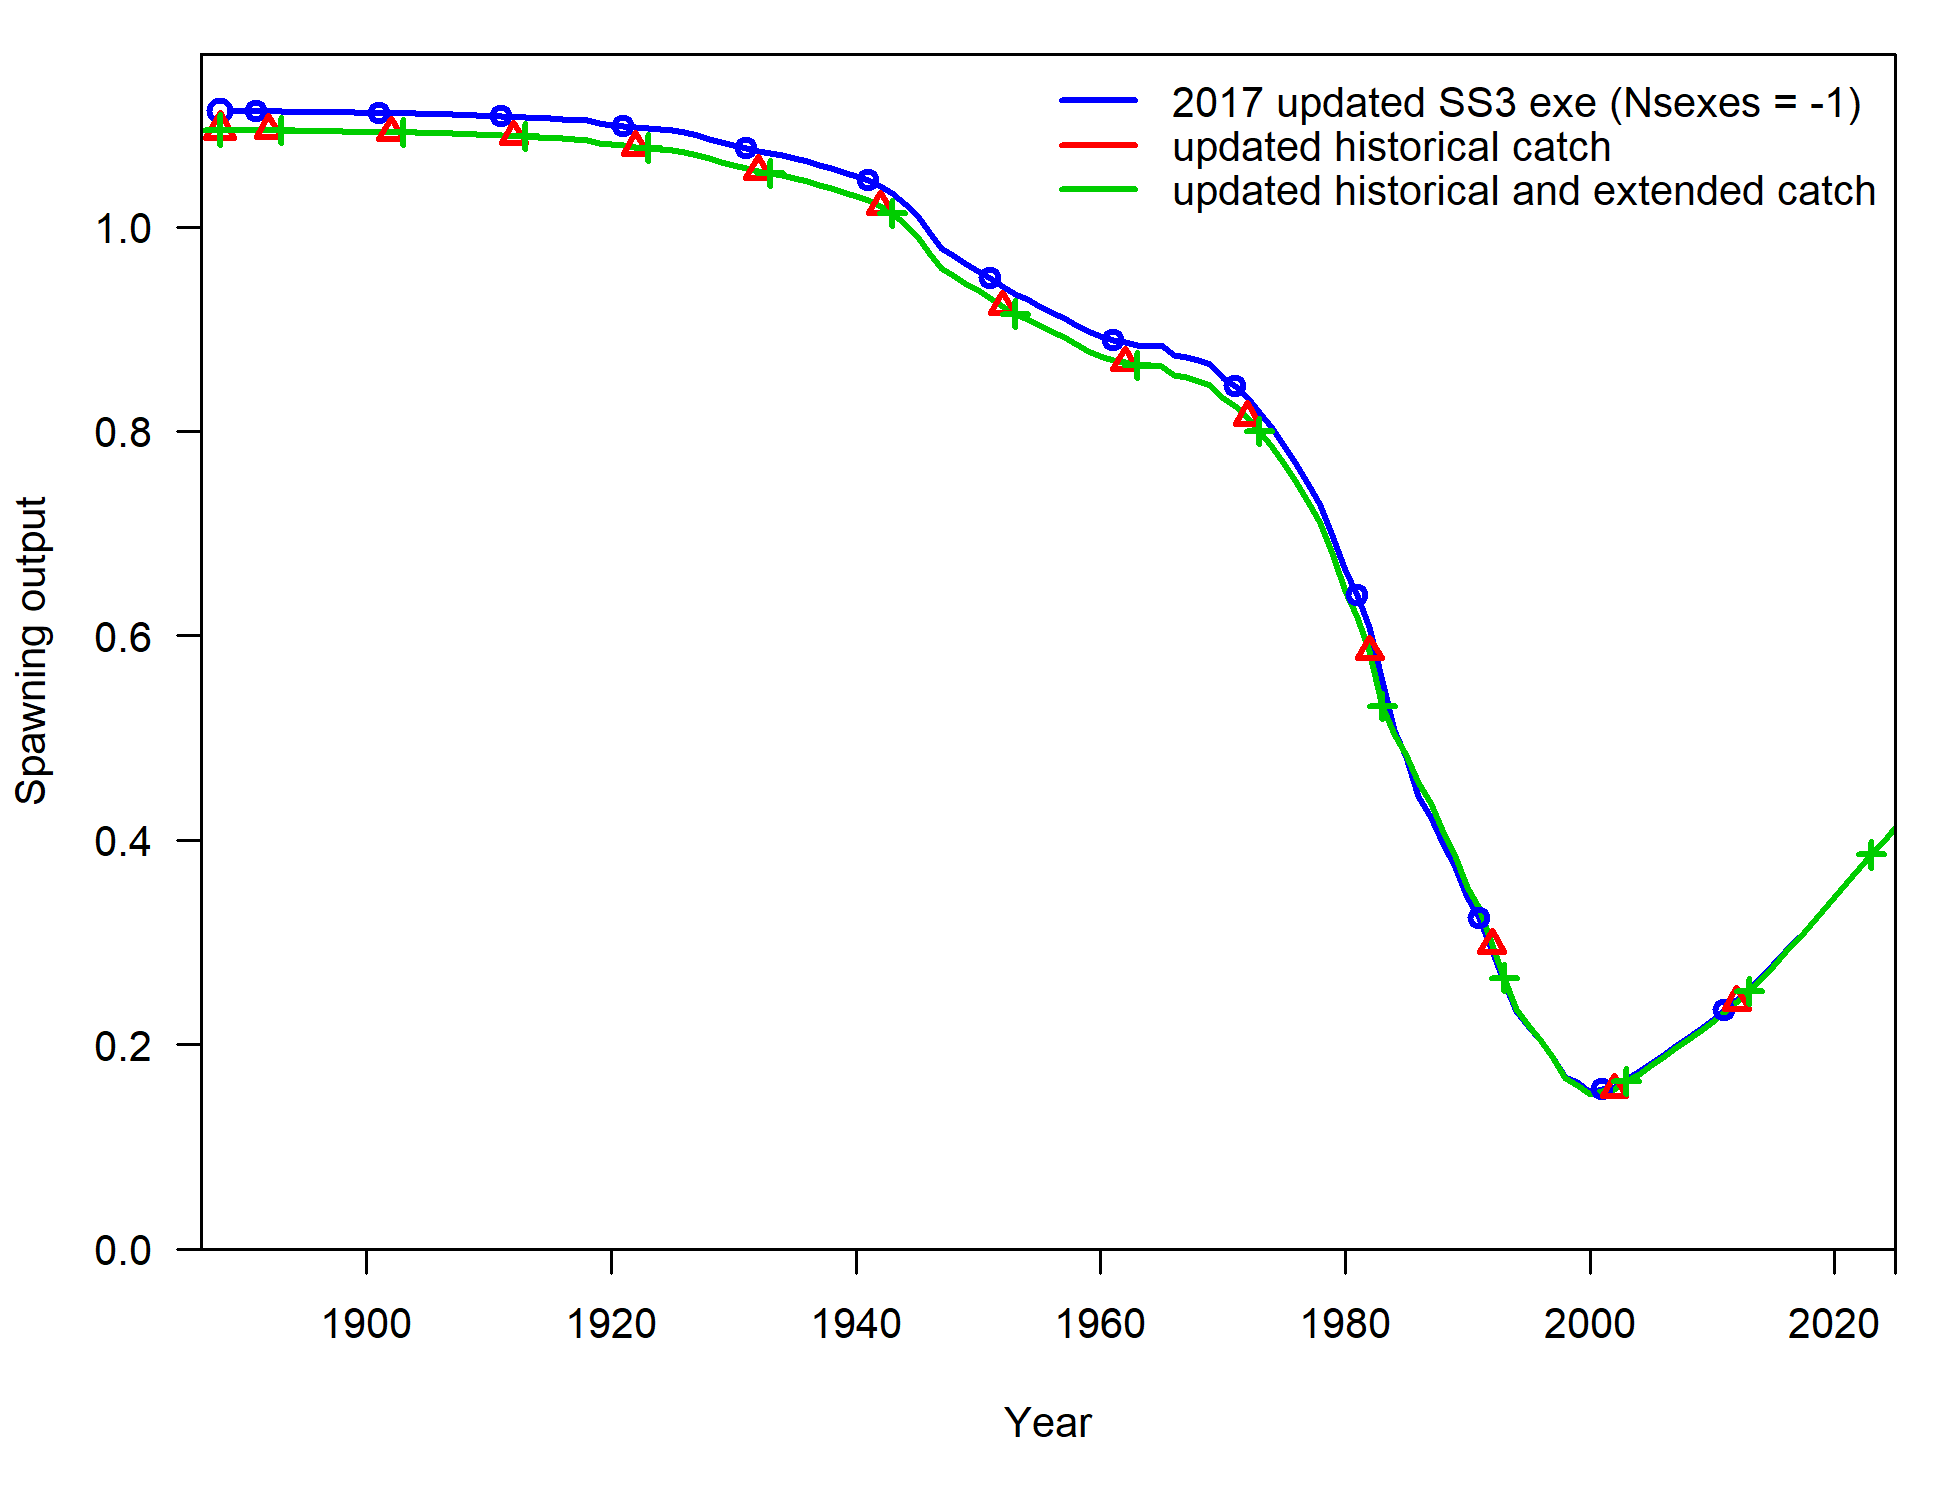 2017 updated SS3 exe (Nsexes = -1)
updated historical catch
updated historical and extended catch
Spawning output
1.0
0.8
0.6
0.4
0.2
0.0
1900 1920 1940 1960 1980 2000 2020
Year